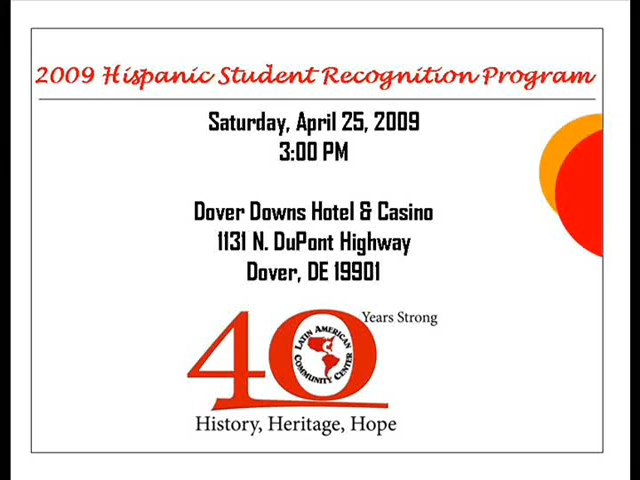 2009 Hispanic Student Recognition Program
Saturday, April 25, 2009
3:00 PM
Dover Downs Hotel & Casino
1131 N. DuPont Highway
Dover, DE 19901
40 Years Strong
LATIN AMERICAN
COMMUNITY CENTER
History, Heritage, Hope